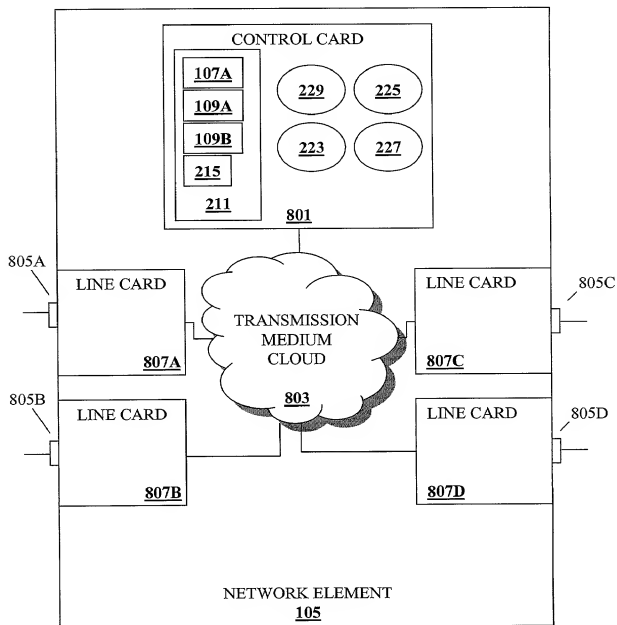 CONTROL CARD
107A
109A
109B
215
211
229
225
223
227
801
805A
LINE CARD
807A
TRANSMISSION
MEDIUM
CLOUD
803
LINE CARD
807C
805C
805B
LINE CARD
807B
LINE CARD
807D
805D
NETWORK ELEMENT
105